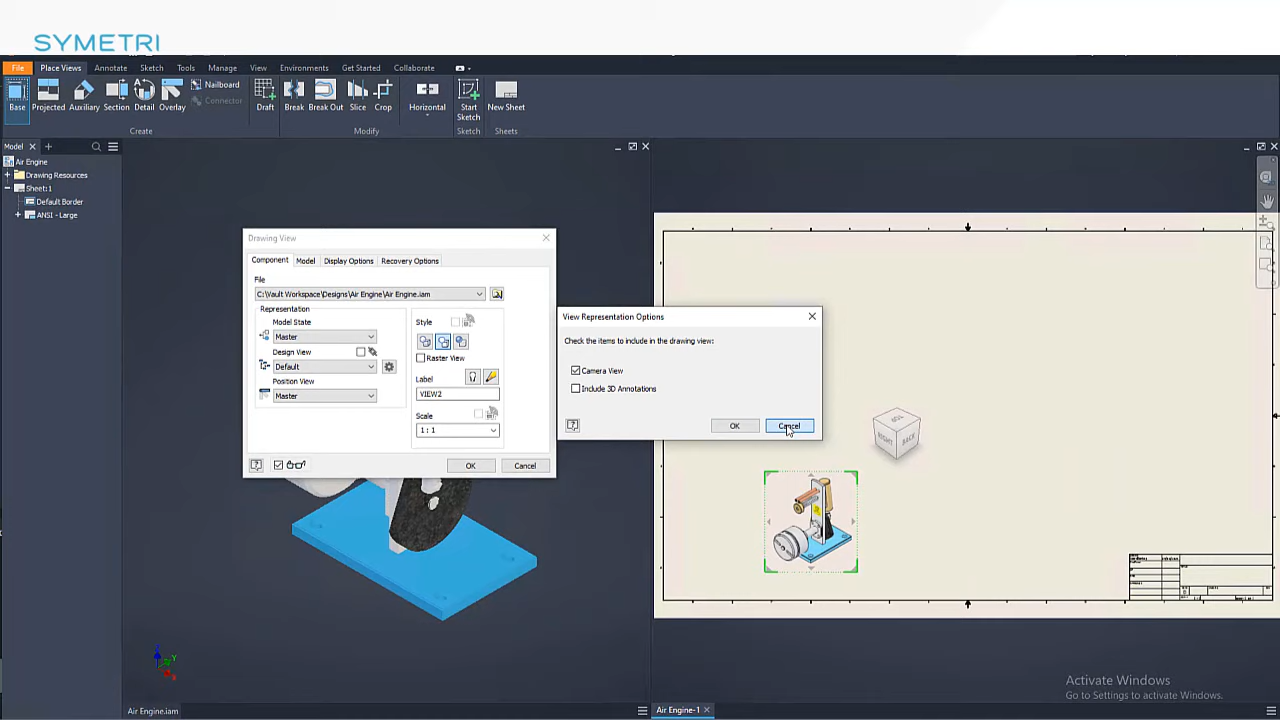 SYMETRI
File Place Views Annotate Sketch Tools Manage View Environments Get Started Collaborate
Base Projected Auxiliary Section Detail Overlay Nailboard Connector Draft Break Break Out Slice Crop Horizontal Start Sketch New Sheet
Create Modify Sketch Sheets
Model
Air Engine
Drawing Resources
Sheet:1
Default Border
ANSI - Large
Drawing View
Component Model Display Options Recovery Options
File
C:\Vault Workspace\Designs\Air Engine\Air Engine.iam
Representation
Model State
Master
Design View
Default
Position View
Master
Style
Raster View
Label
VIEW2
Scale
1 : 1
OK Cancel
View Representation Options
Check the items to include in the drawing view:
Camera View
Include 3D Annotations
OK Cancel
TOP
RIGHT BACK
Z
Y
X
Activate Windows
Go to Settings to activate Windows.
Air Engine.iam
Air Engine-1